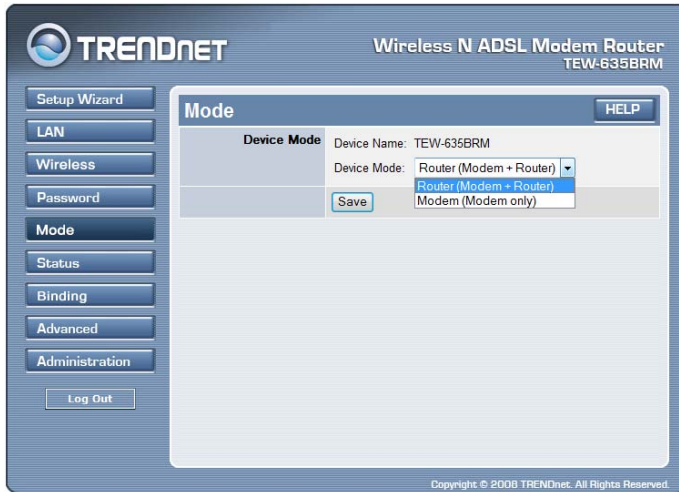 TRENDnet
Wireless N ADSL Modem Router
TEW-635BRM
Setup Wizard
LAN
Wireless
Password
Mode
Status
Binding
Advanced
Administration
Log Out
Mode
HELP
Device Mode
Device Name: TEW-635BRM
Device Mode: Router (Modem + Router)
Router (Modem + Router)
Modem (Modem only)
Save
Copyright © 2008 TRENDnet. All Rights Reserved.